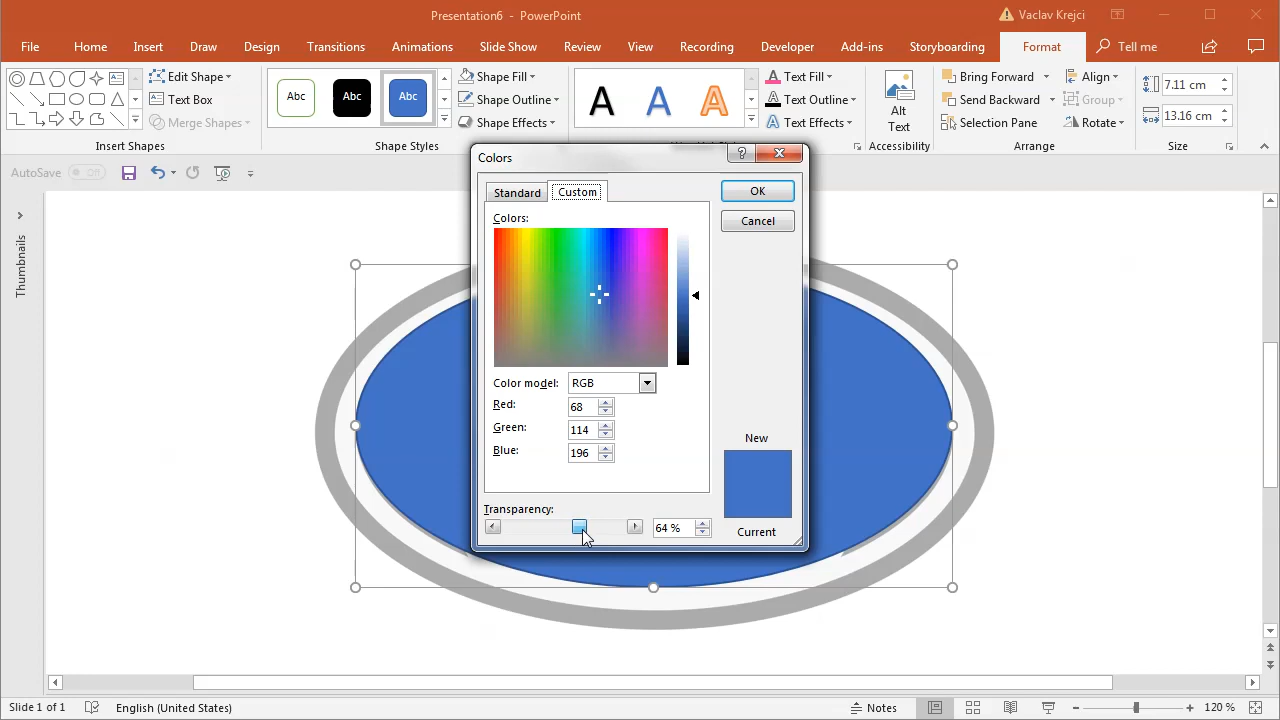 Presentation6 - PowerPoint
Vaclav Krejci
File Home Insert Draw Design Transitions Animations Slide Show Review View Recording Developer Add-ins Storyboarding Format Tell me
Edit Shape
Text Box
Merge Shapes
Insert Shapes
Abc Abc Abc
Shape Fill
Shape Outline
Shape Effects
Shape Styles
A A A
Text Fill
Text Outline
Text Effects
Alt
Text
Accessibility
Bring Forward
Send Backward
Selection Pane
Align
Group
Rotate
Arrange
7.11 cm
13.16 cm
Size
AutoSave Off
Thumbnails
Colors
Standard Custom
OK
Cancel
Colors:
Color model: RGB
Red: 68
Green: 114
Blue: 196
Transparency:
64 %
New
Current
Slide 1 of 1 English (United States) Notes 120 %